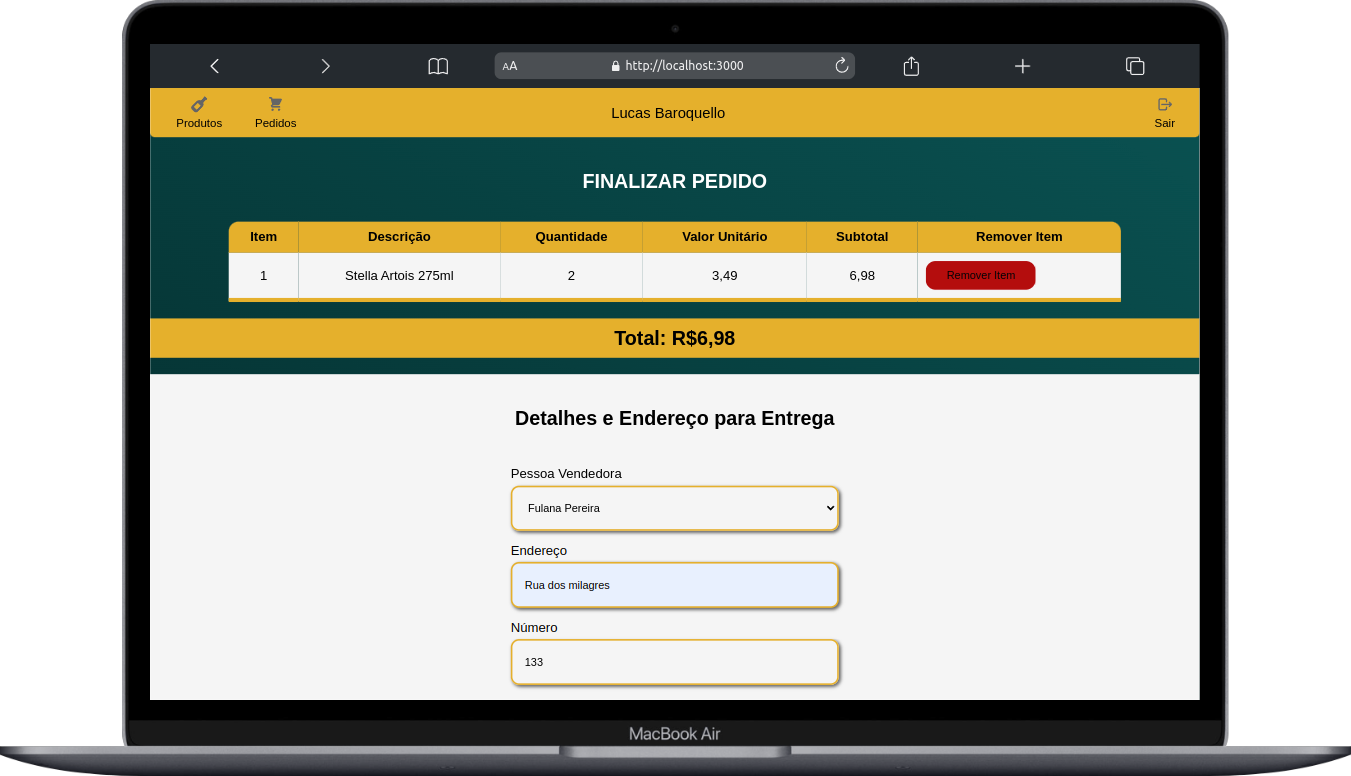 AA http://localhost:3000
Produtos Pedidos Lucas Baroquello Sair
FINALIZAR PEDIDO
Item Descrição Quantidade Valor Unitário Subtotal Remover Item
1 Stella Artois 275ml 2 3,49 6,98 Remover Item
Total: R$6,98
Detalhes e Endereço para Entrega
Pessoa Vendedora
Fulana Pereira
Endereço
Rua dos milagres
Número
133
MacBook Air